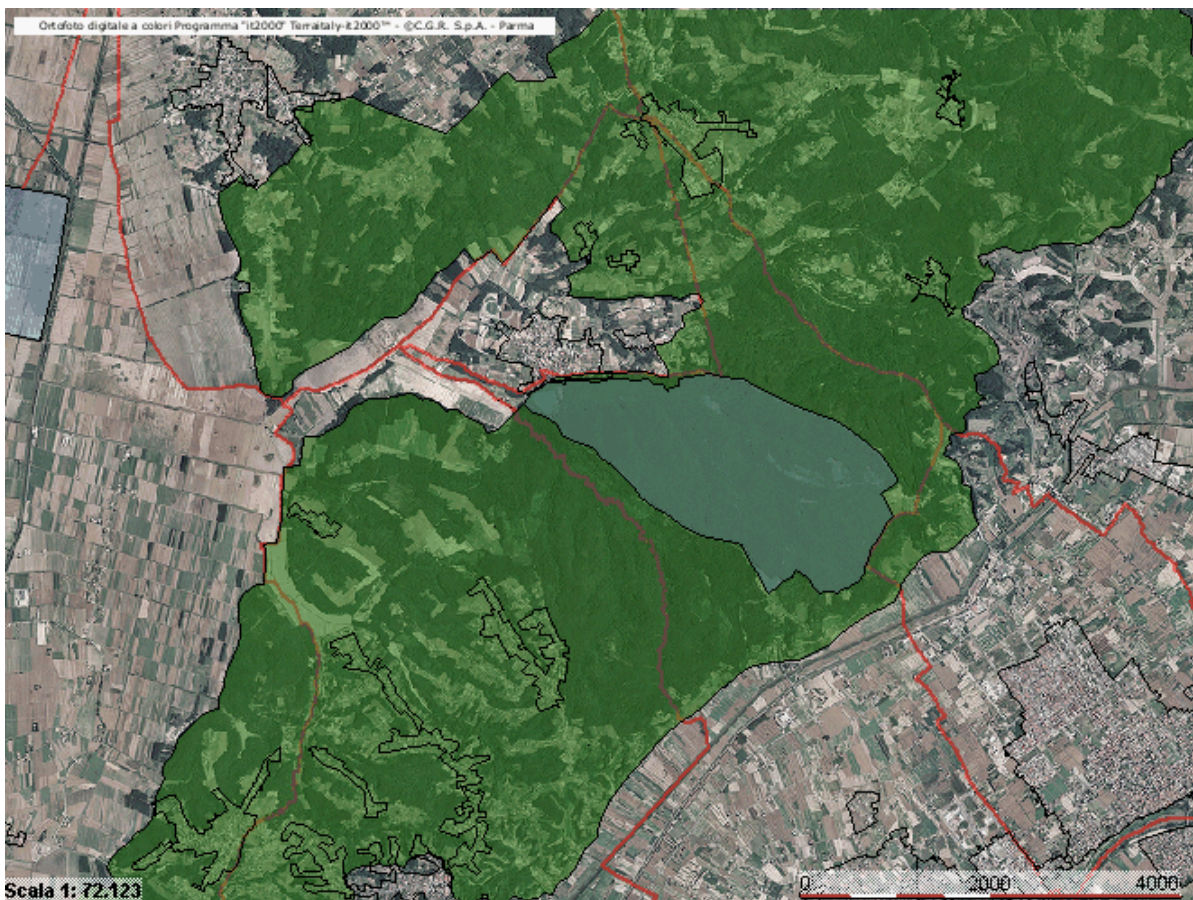 Ortofoto digitale a colori Programma "it2000" Terraitaly-it2000™ - ©C.G.R. S.p.A. - Parma
Scala 1: 72.123
0 2000 4000